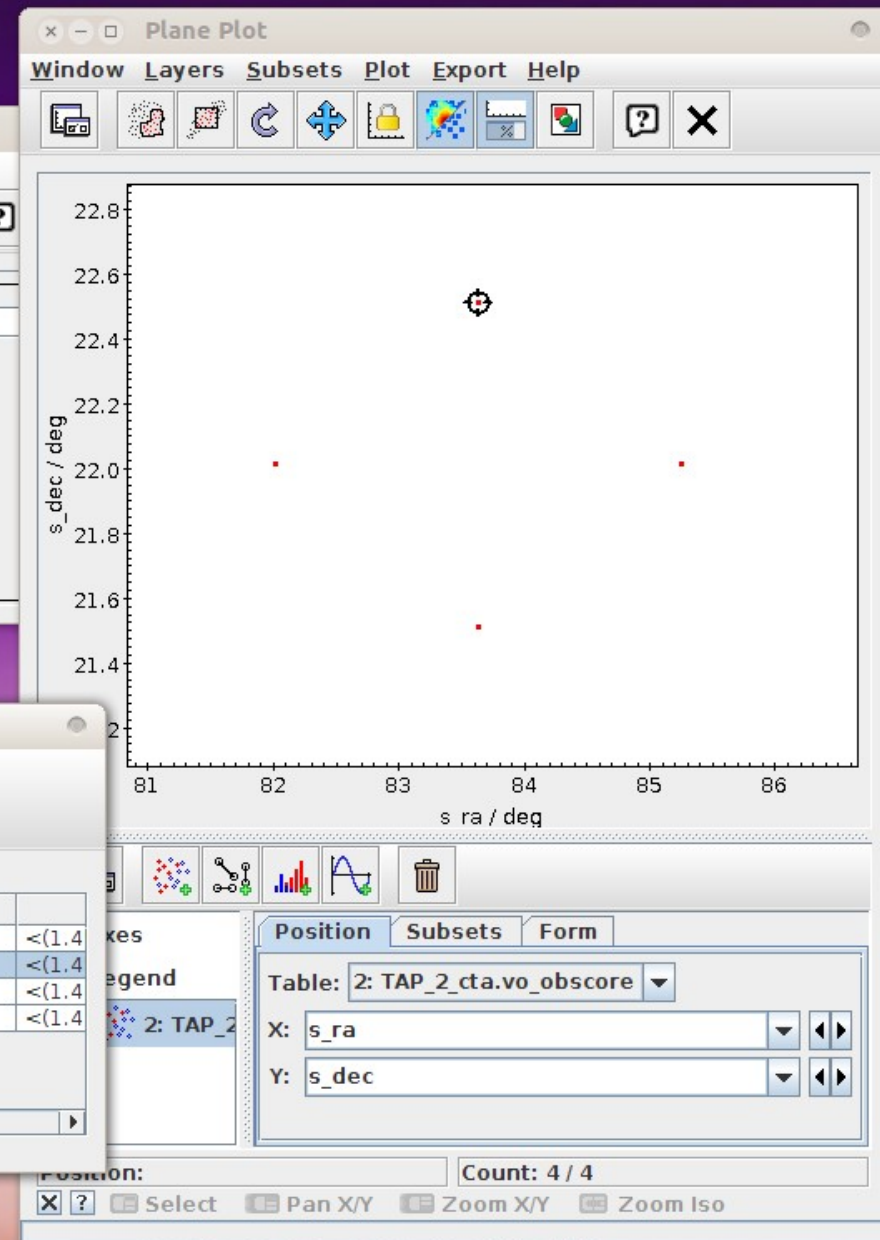 Plane Plot
Window Layers Subsets Plot Export Help
?
22.8
22.6
22.4
22.2
22.0
21.8
21.6
21.4
2
s_dec / deg
81 82 83 84 85 86
s_ra / deg
Position Subsets Form
xes
<(1.4
<(1.4
<(1.4
<(1.4
egend
2: TAP_2
Table: 2: TAP_2_cta.vo_obscore
X: s_ra
Y: s_dec
Position:
Count: 4 / 4
Select Pan X/Y Zoom X/Y Zoom Iso